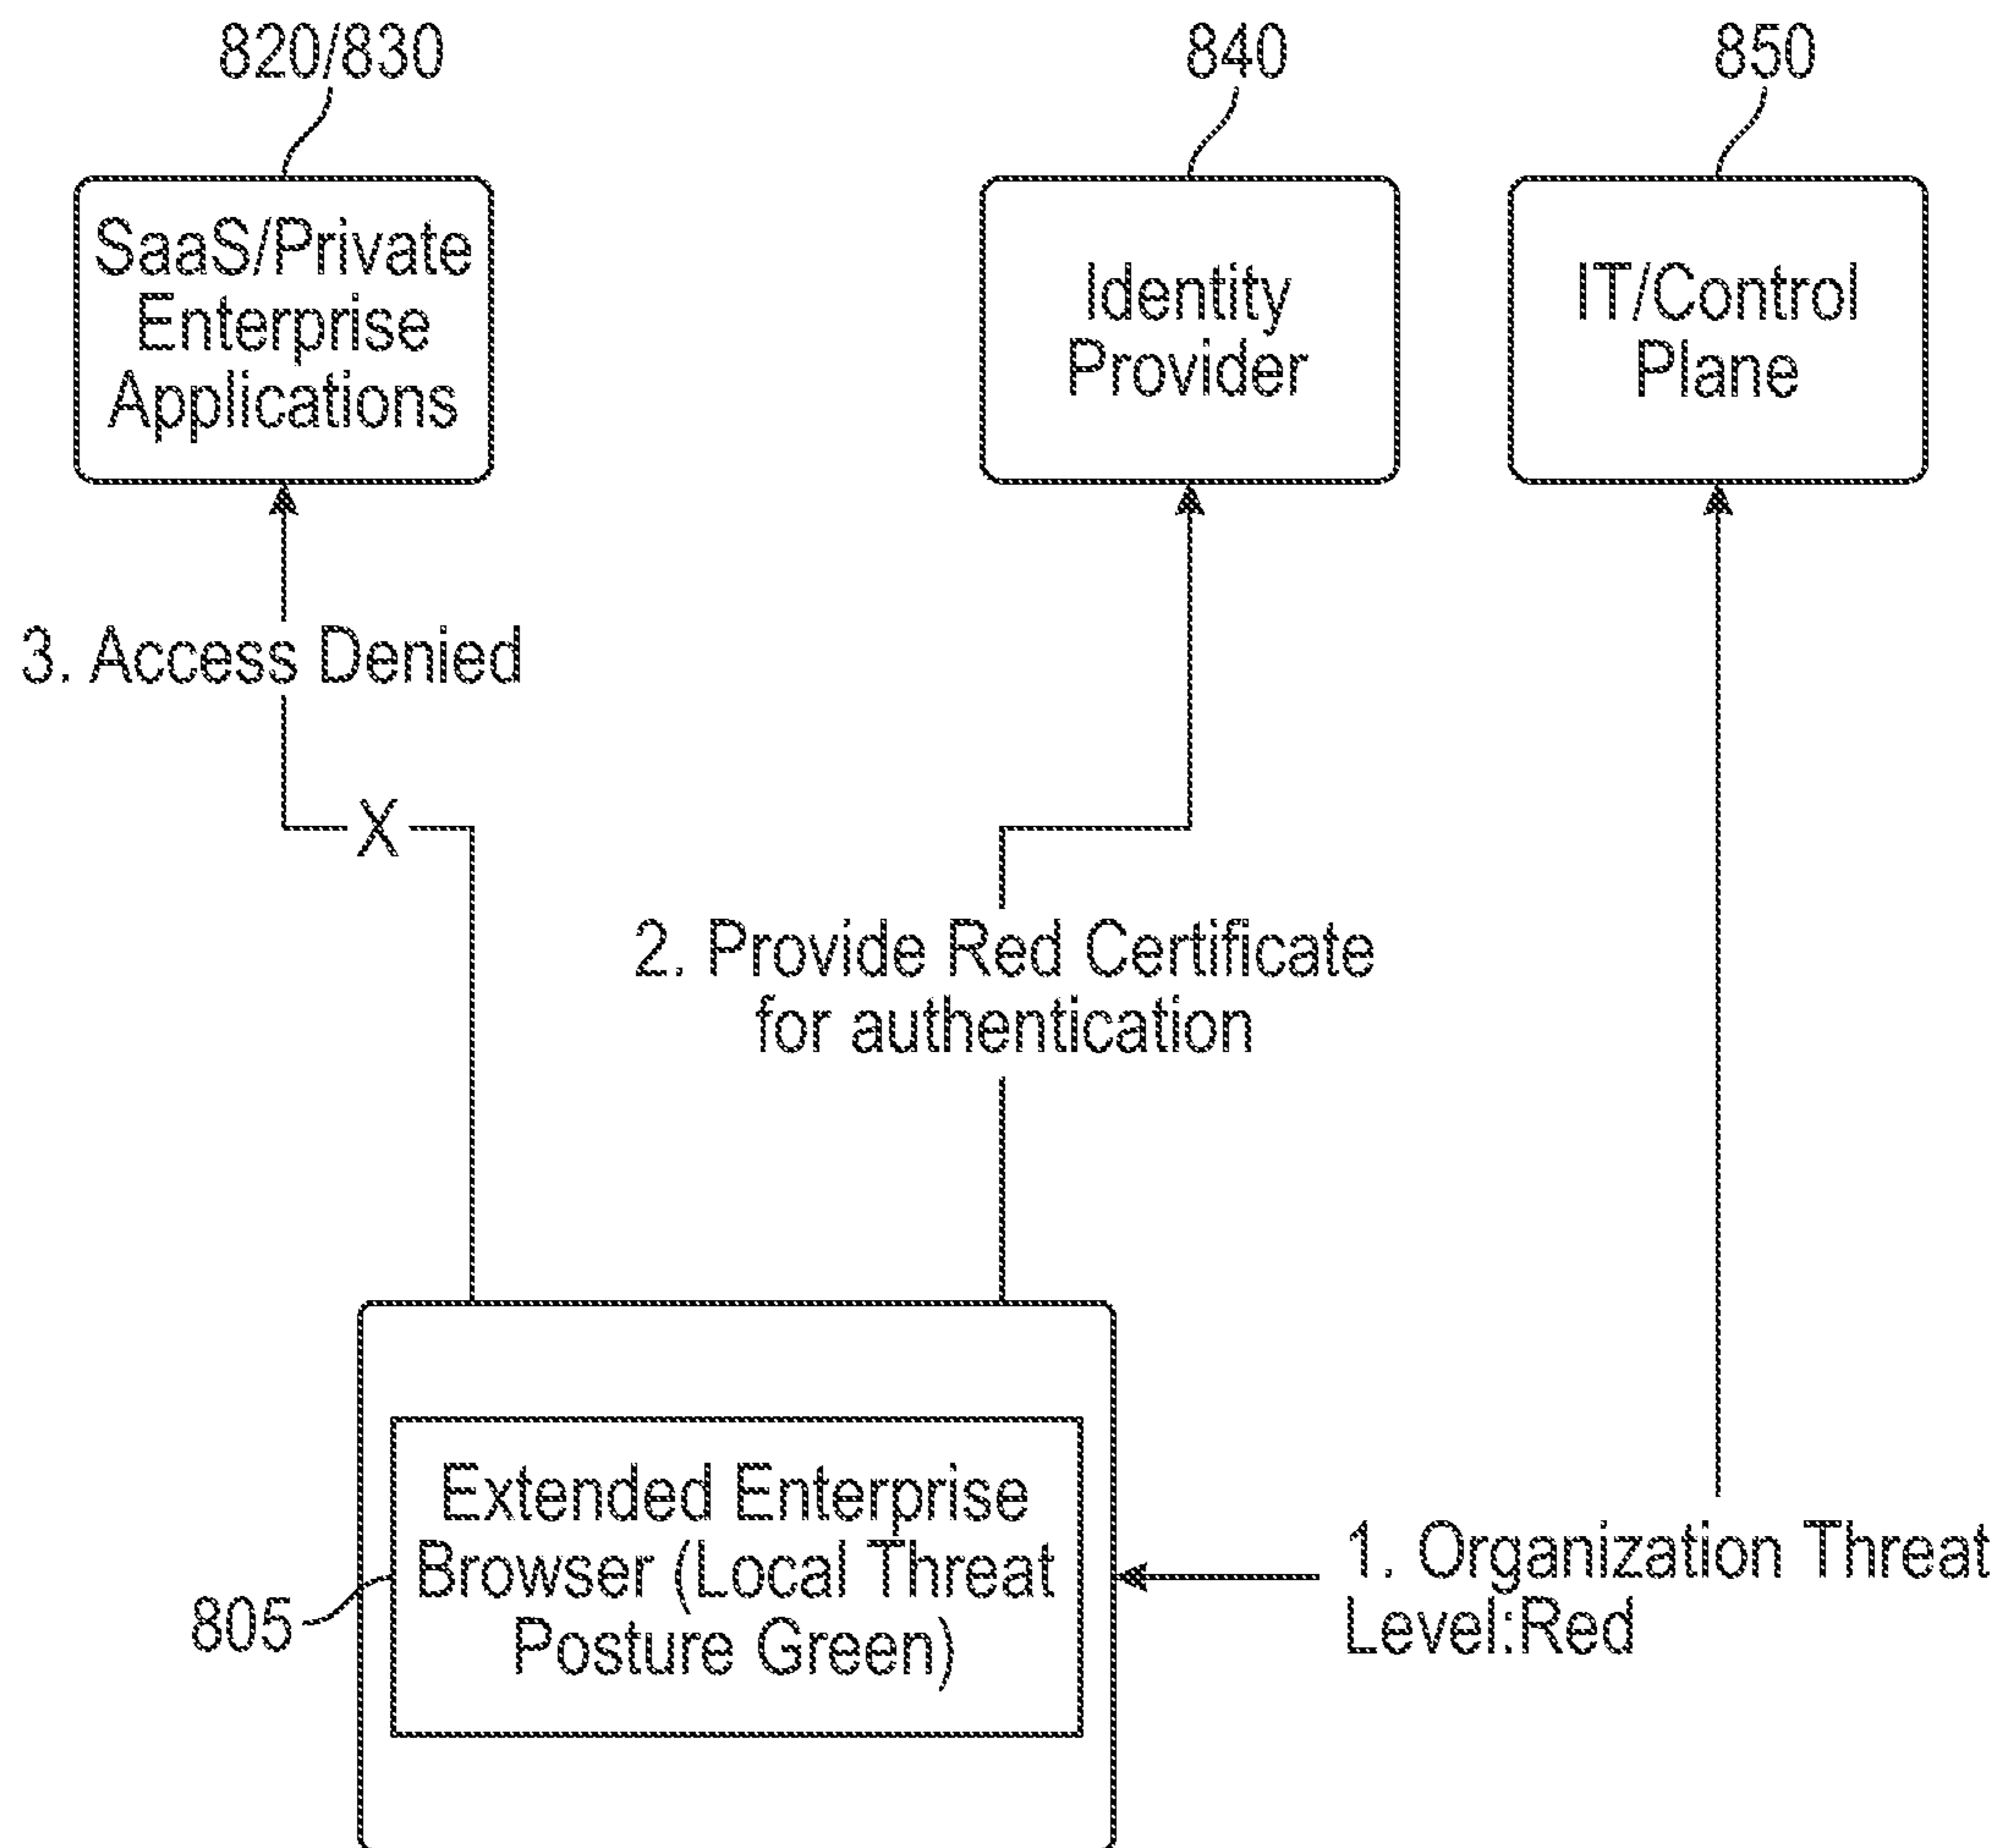 820/830
840
850
SaaS/Private
Enterprise
Applications
Identity
Provider
IT/Control
Plane
3. Access Denied
X
2. Provide Red Certificate
for authentication
Extended Enterprise
Browser (Local Threat
Posture Green)
805
1. Organization Threat
Level:Red